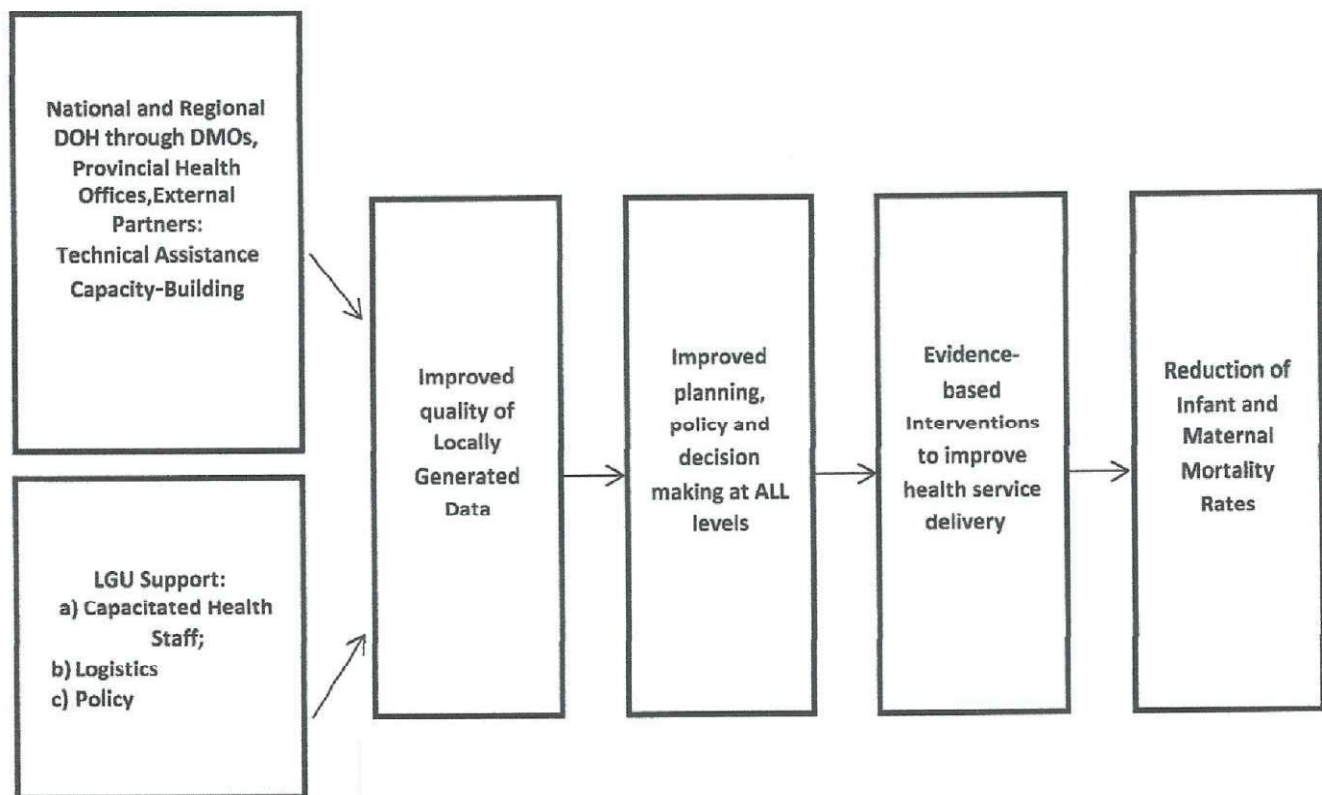 National and Regional
DOH through DMOs,
Provincial Health
Offices,External
Partners:
Technical Assistance
Capacity-Building
LGU Support:
a) Capacitated Health
Staff;
b) Logistics
c) Policy
Improved
quality of
Locally
Generated
Data
Improved
planning,
policy and
decision
making at ALL
levels
Evidence-
based
Interventions
to improve
health service
delivery
Reduction of
Infant and
Maternal
Mortality
Rates